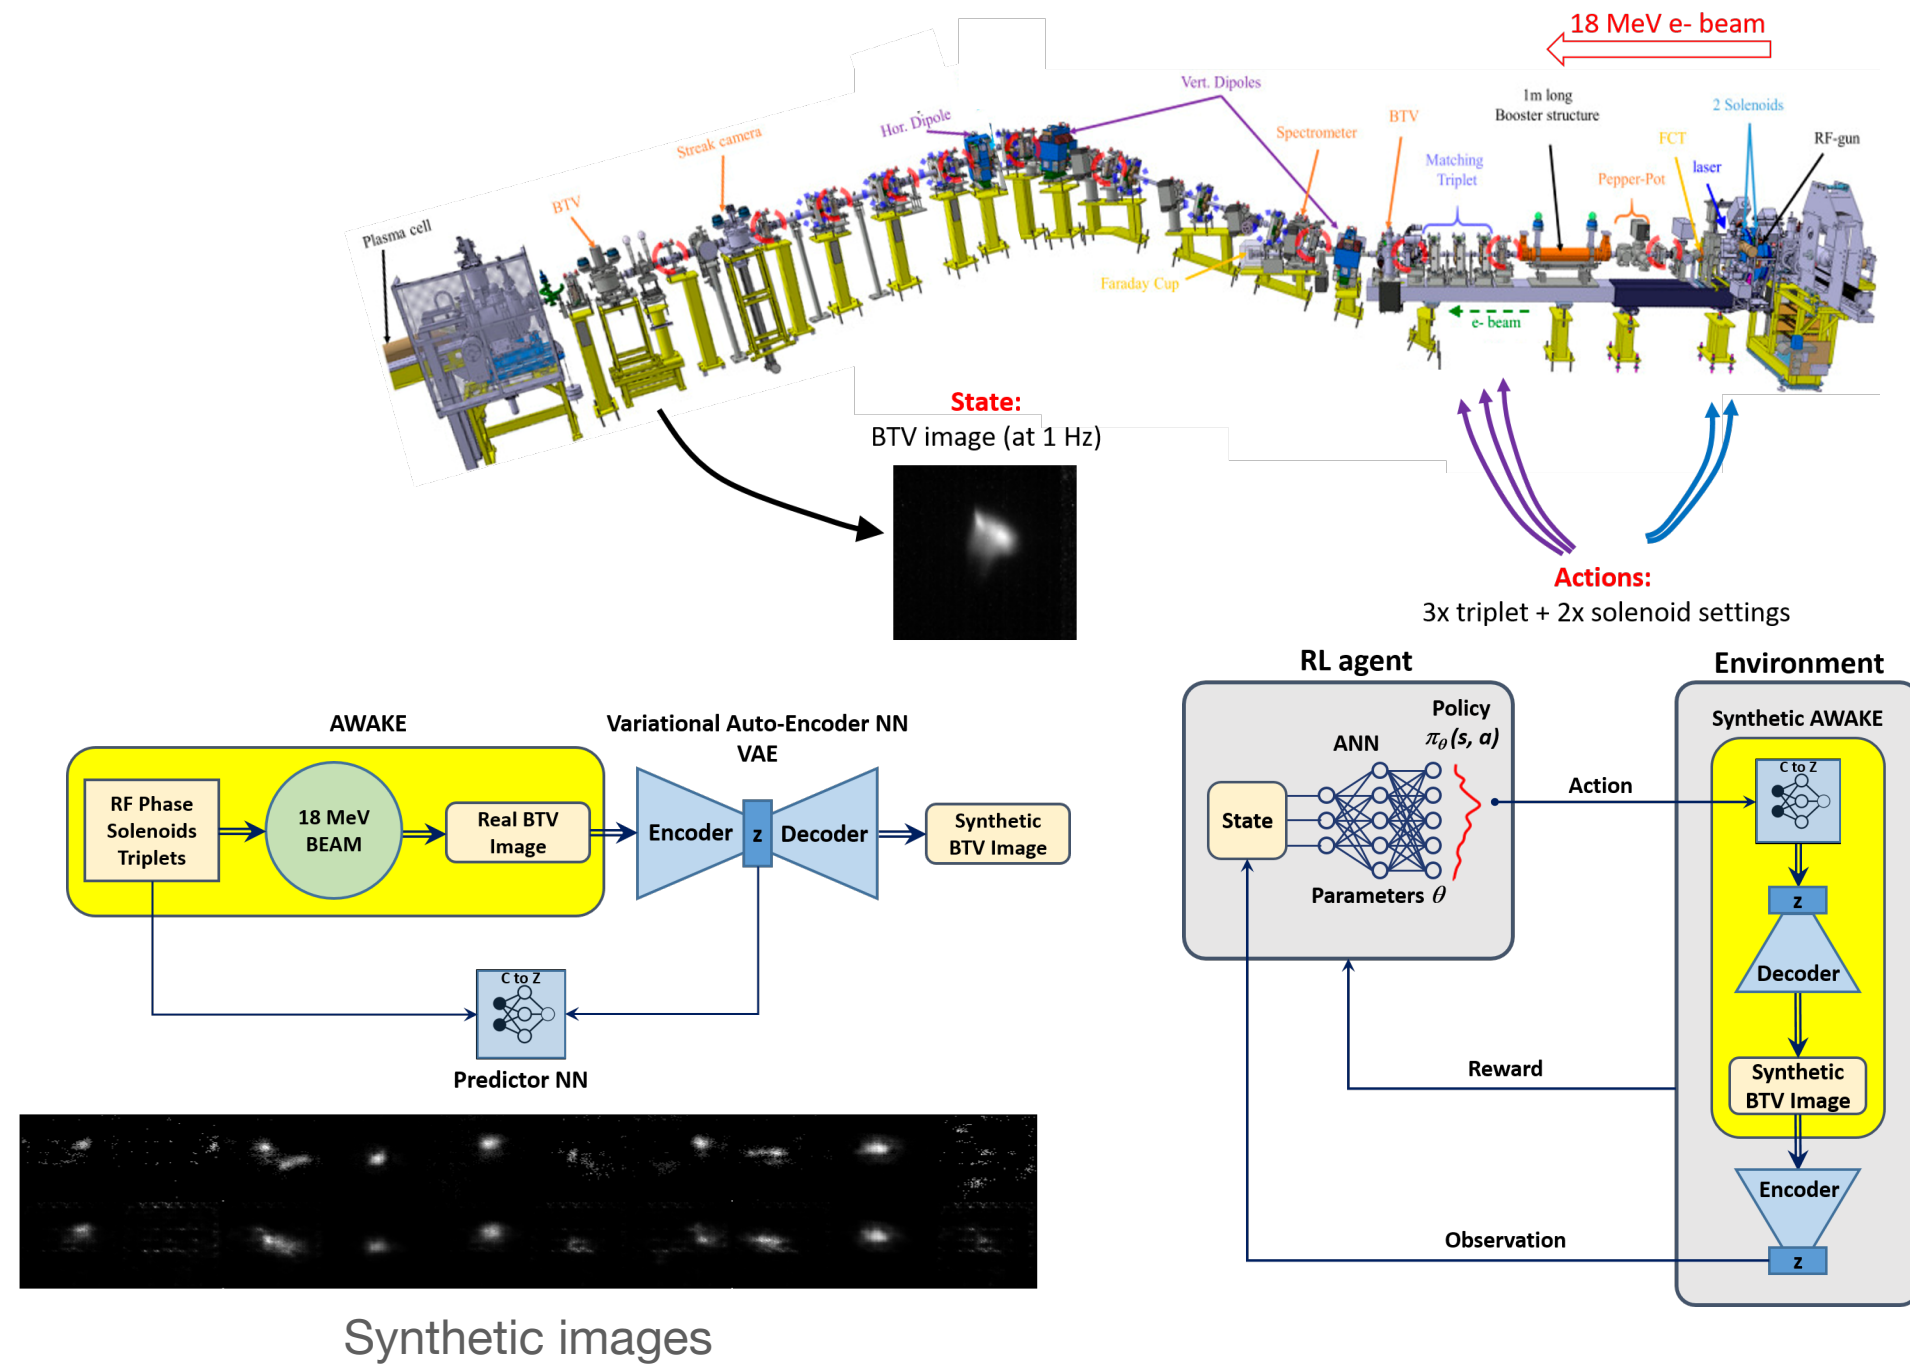 18 MeV e- beam
Vert. Dipoles
1m long
Booster structure
2 Solenoids
Hor. Dipole
BTV
Streak camera
Spectrometer
FCT
RF-gun
Matching
Triplet
laser
Pepper-Pot
BTV
Plasma cell
Faraday Cup
e- beam
State:
BTV image (at 1 Hz)
Actions:
3x triplet + 2x solenoid settings
AWAKE
Variational Auto-Encoder NN
VAE
RF Phase
Solenoids
Triplets
18 MeV
BEAM
Real BTV
Image
Encoder
z
Decoder
Synthetic
BTV Image
C to Z
Predictor NN
Synthetic images
RL agent
Environment
Policy
πθ(s, a)
ANN
State
Parameters θ
Action
Synthetic AWAKE
C to Z
z
Decoder
Synthetic
BTV Image
Reward
Encoder
z
Observation